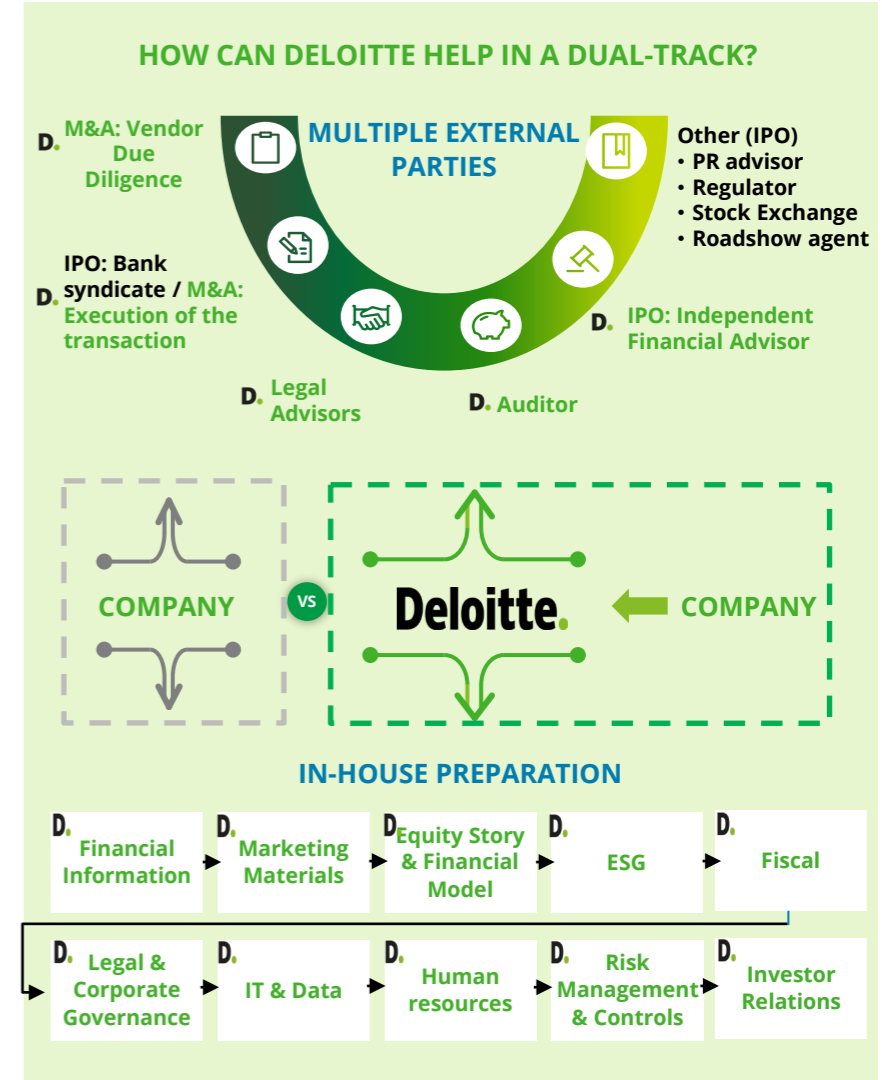 HOW CAN DELOITTE HELP IN A DUAL-TRACK?
MULTIPLE EXTERNAL
PARTIES
D. M&A: Vendor
Due
Diligence
IPO: Bank
D. syndicate / M&A:
Execution of the
transaction
D. Legal
Advisors
D. Auditor
D. IPO: Independent
Financial Advisor
Other (IPO)
• PR advisor
• Regulator
• Stock Exchange
• Roadshow agent
COMPANY
VS
Deloitte.
COMPANY
IN-HOUSE PREPARATION
D.
Financial
Information
D.
Marketing
Materials
D.
Equity Story
& Financial
Model
D.
ESG
D.
Fiscal
D.
Legal &
Corporate
Governance
D.
IT & Data
D.
Human
resources
D.
Risk
Management
& Controls
D.
Investor
Relations